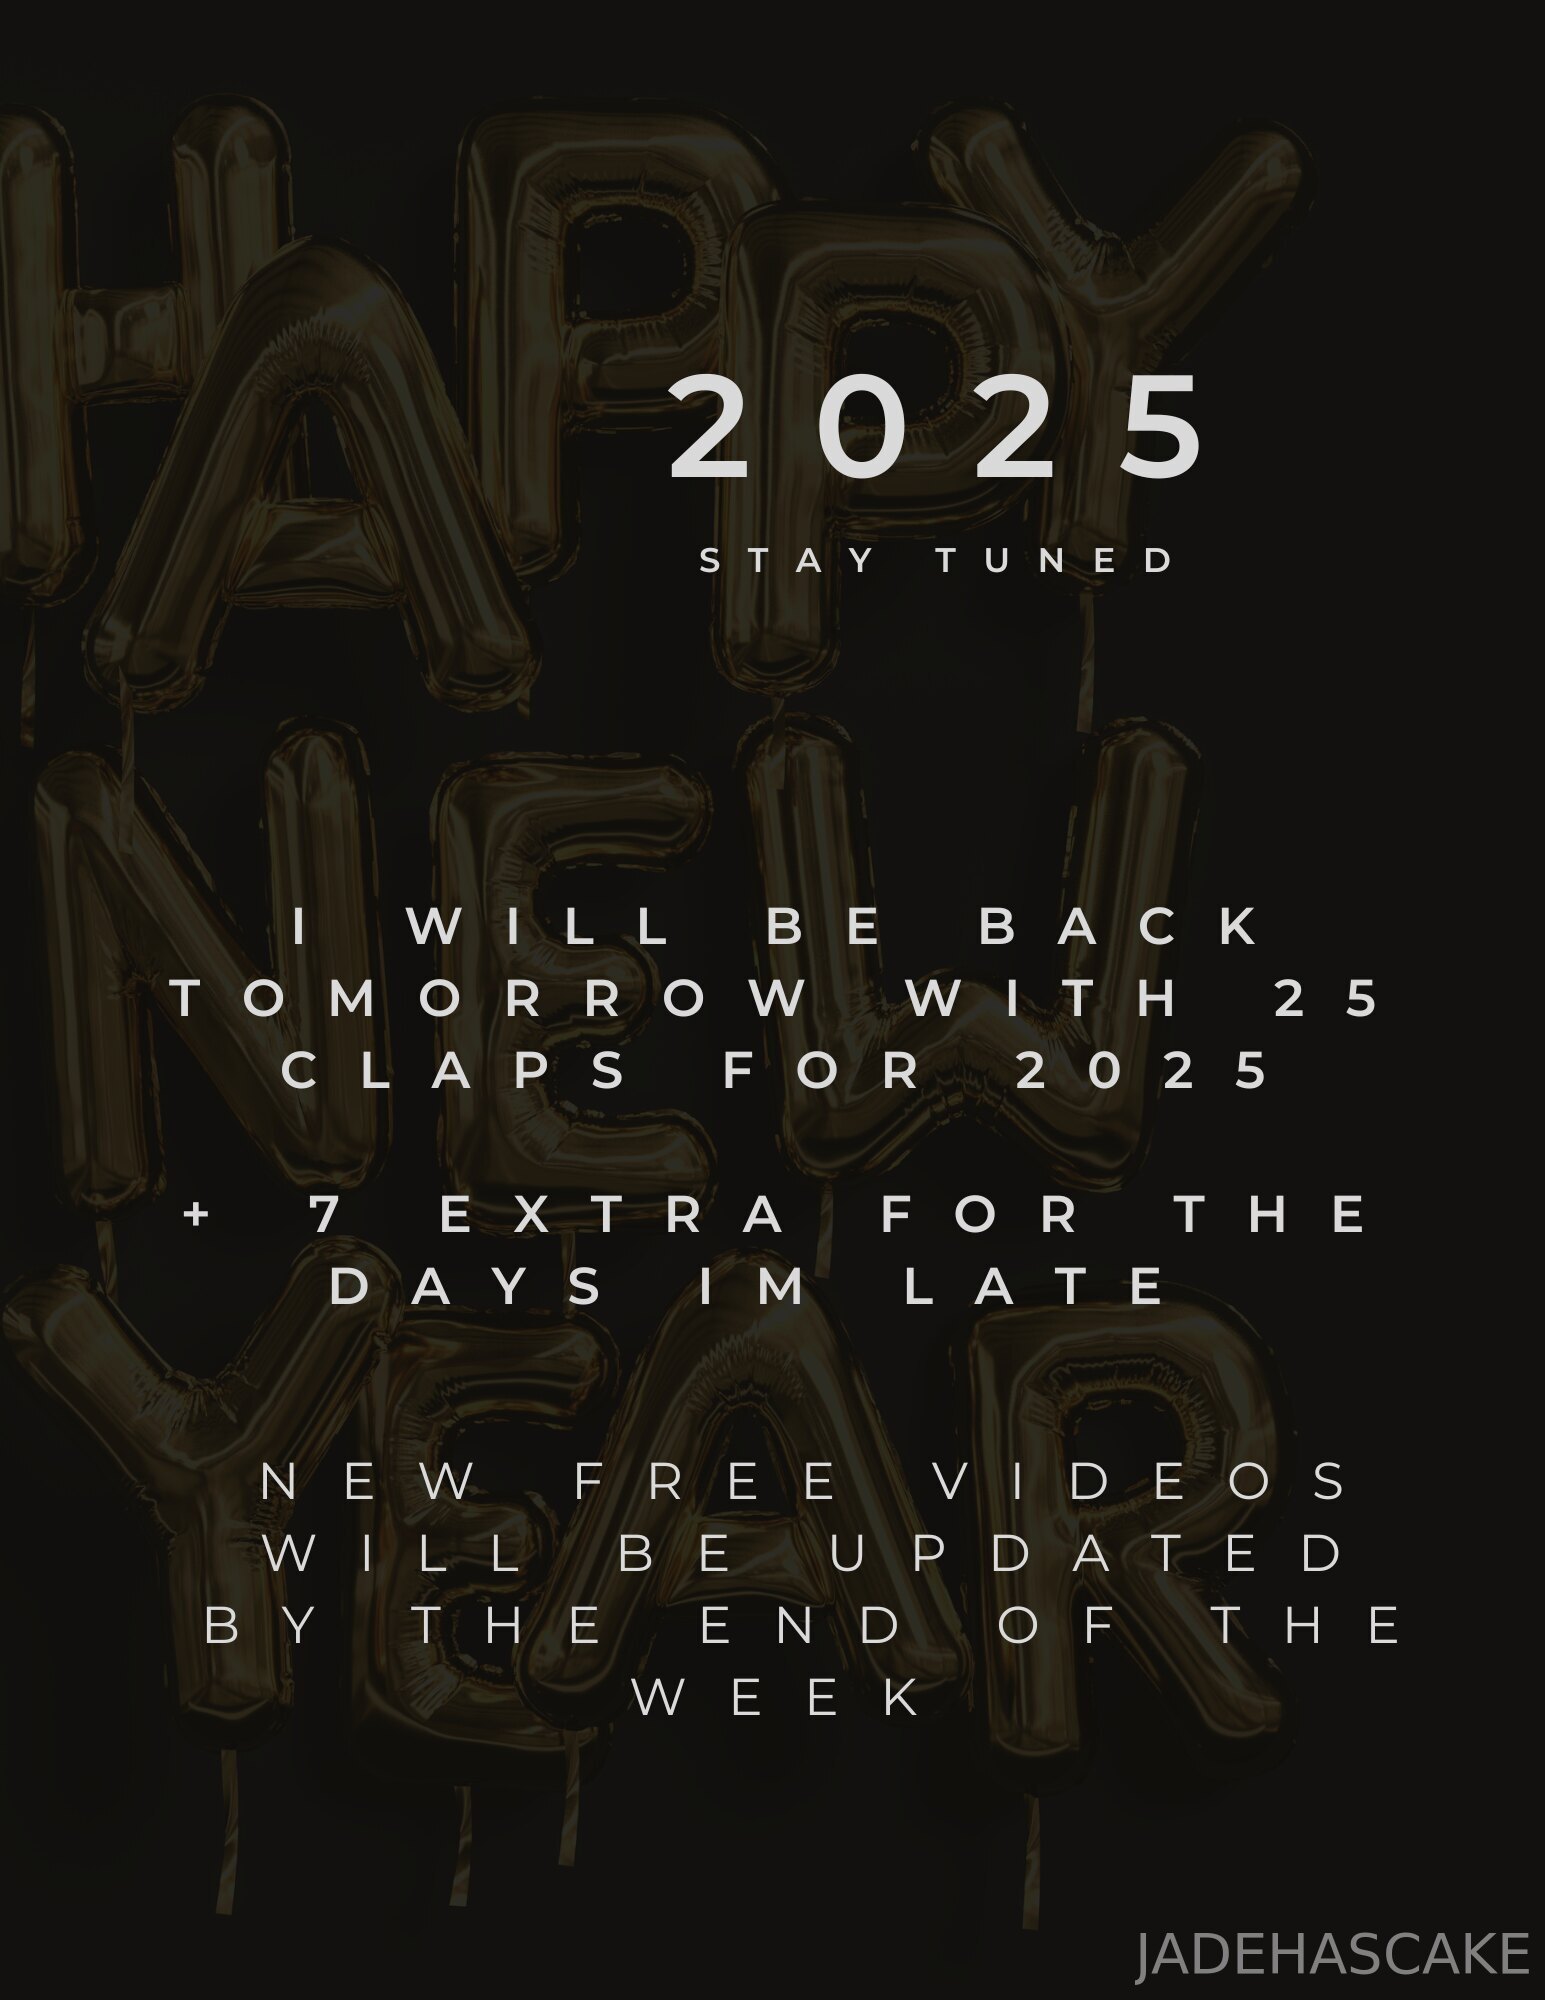 HAPPY
2025
STAY TUNED
NEW
I WILL BE BACK
TOMORROW WITH 25
CLAPS FOR 2025
+ 7 EXTRA FOR THE
DAYS IM LATE
YEAR
NEW FREE VIDEOS
WILL BE UPDATED
BY THE END OF THE
WEEK
JADEHASCAKE